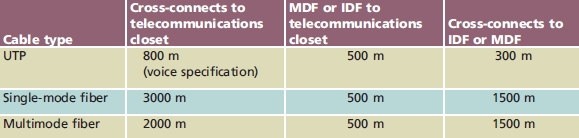 Cable type
Cross-connects to
telecommunications
closet
MDF or IDF to
telecommunications
closet
Cross-connects to
IDF or MDF
UTP
800 m
(voice specification)
500 m
300 m
Single-mode fiber
3000 m
500 m
1500 m
Multimode fiber
2000 m
500 m
1500 m